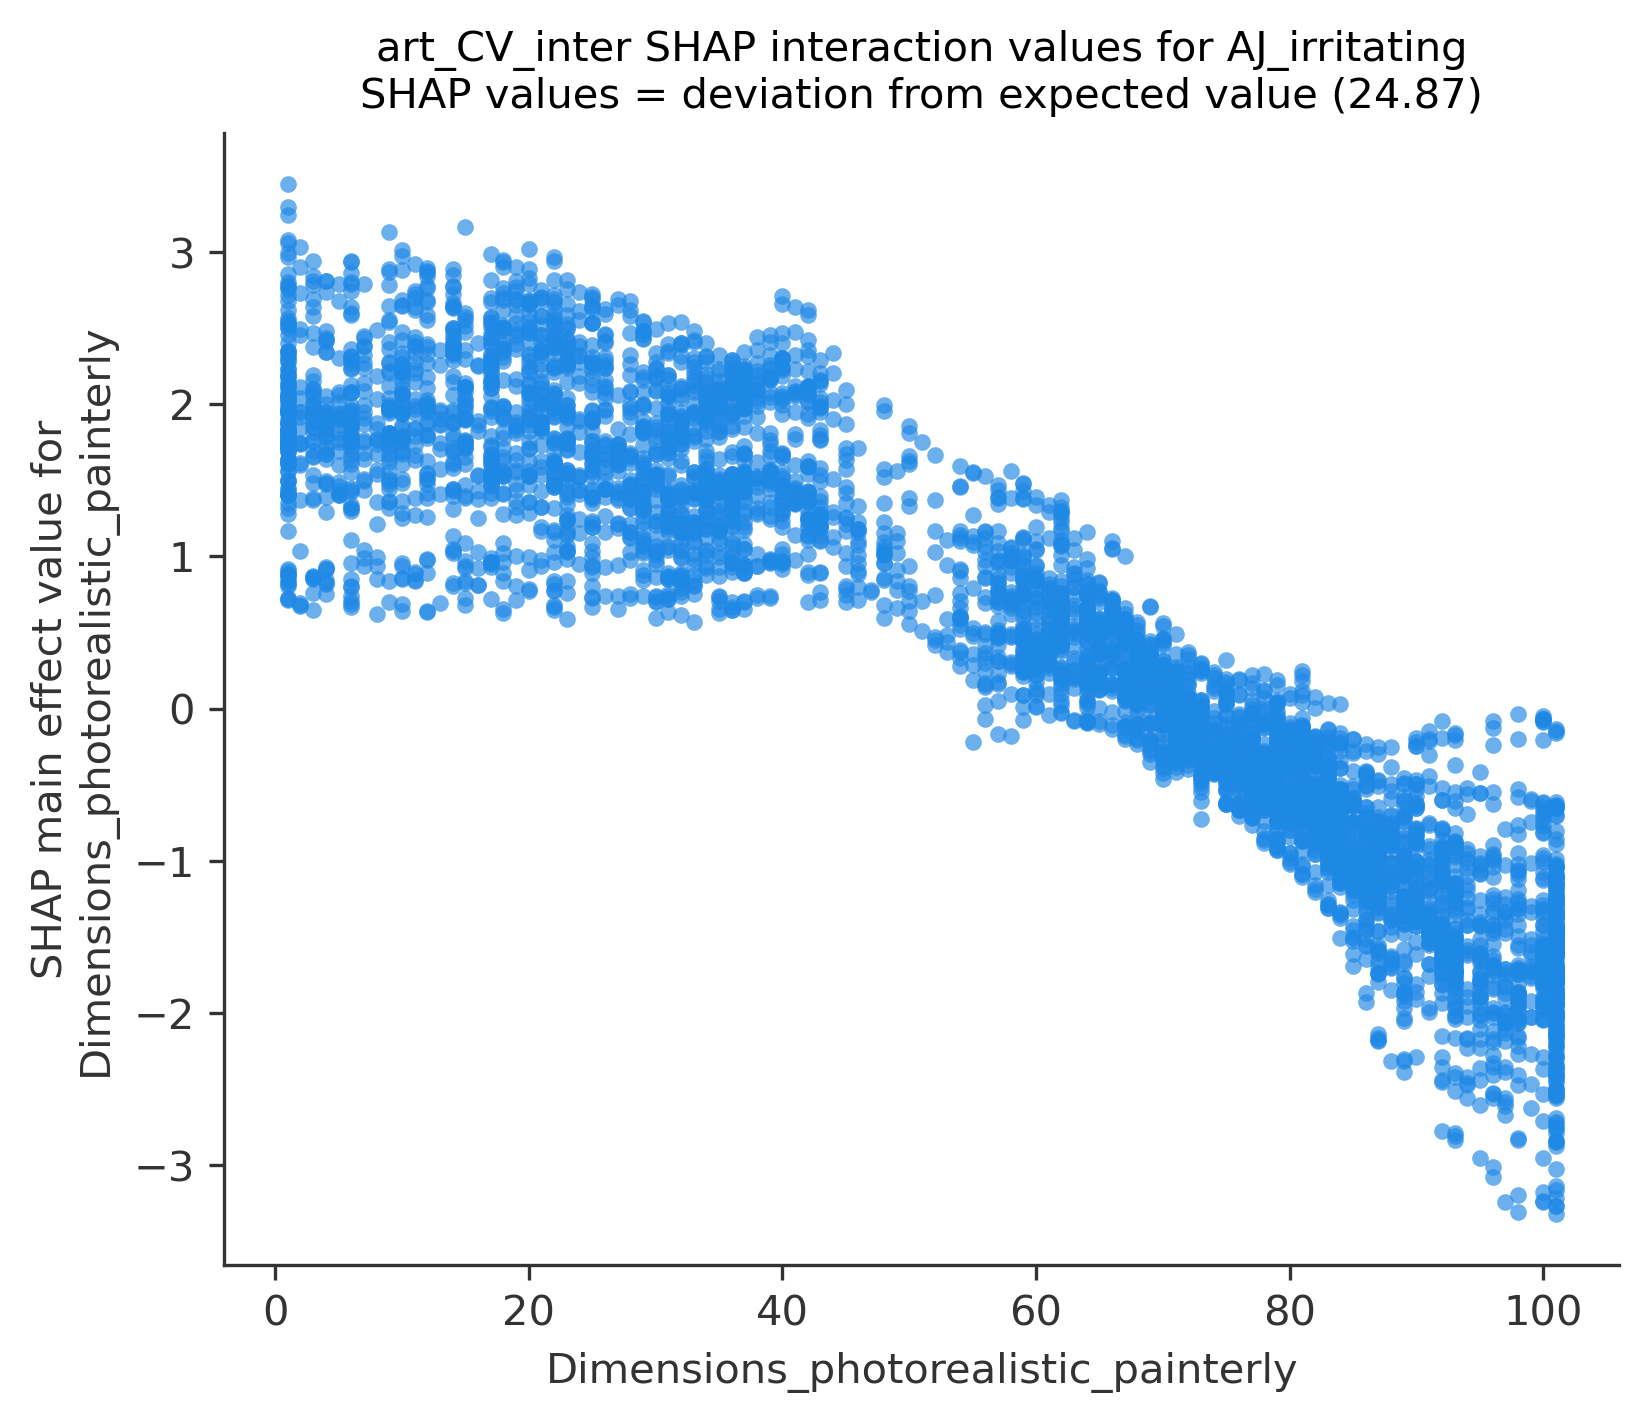 art_CV_inter SHAP interaction values for AJ_irritating
SHAP values = deviation from expected value (24.87)
SHAP main effect value for
Dimensions_photorealistic_painterly
3
2
1
0
−1
−2
−3
0
20
40
60
80
100
Dimensions_photorealistic_painterly